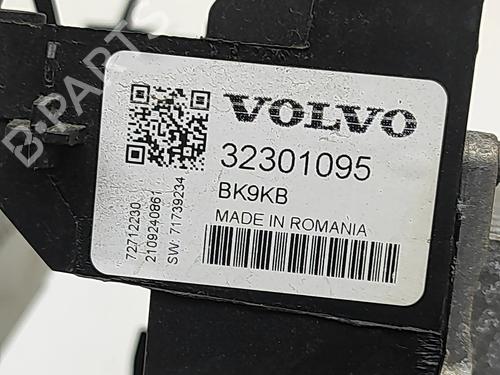 B-PARTS
VOLVO
32301095
BK9KB
MADE IN ROMANIA
72712230
2109240861
SW: 71739234